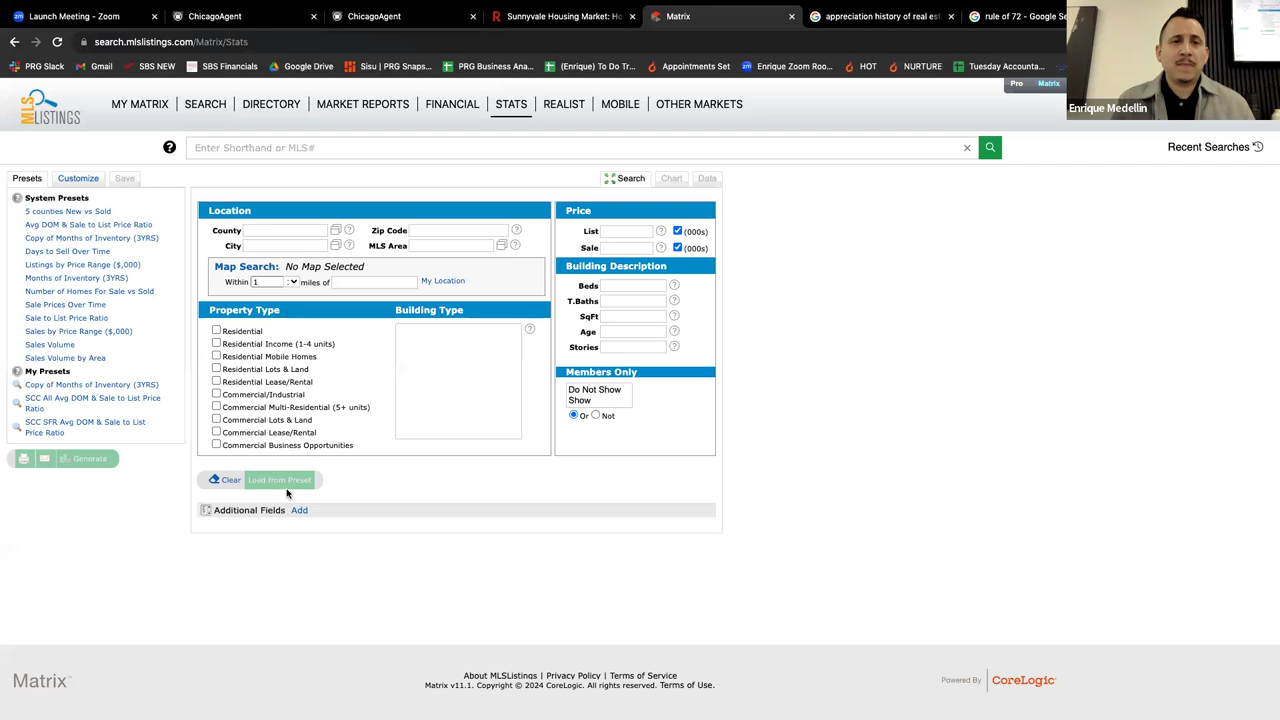 Launch Meeting - Zoom
ChicagoAgent
ChicagoAgent
Sunnyvale Housing Market: Ho
Matrix
appreciation history of real est
rule of 72 - Google Se
search.mlslistings.com/Matrix/Stats
PRG Slack
Gmail
SBS NEW
SBS Financials
PRG Business Ana...
Google Drive
Sisu | PRG Snaps...
(Enrique) To Do Tr...
Appointments Set
Enrique Zoom Roo...
HOT
NURTURE
Tuesday Accounta...
Enrique Medellin
Pro
Matrix
MLS LISTINGS
MY MATRIX
SEARCH
DIRECTORY
MARKET REPORTS
FINANCIAL
STATS
REALIST
MOBILE
OTHER MARKETS
Enter Shorthand or MLS#
Recent Searches
Presets
Customize
Save
Search
Chart
Data
System Presets
5 counties New vs Sold
Avg DOM & Sale to List Price Ratio
Copy of Months of Inventory (3YRS)
Days to Sell Over Time
Listings by Price Range ($,000)
Months of Inventory (3YRS)
Number of Homes For Sale vs Sold
Sale Prices Over Time
Sale to List Price Ratio
Sales by Price Range ($,000)
Sales Volume
Sales Volume by Area
My Presets
Copy of Months of Inventory (3YRS)
SCC All Avg DOM & Sale to List Price
Ratio
SCC SFR Avg DOM & Sale to List
Price Ratio
Generate
Location
County
Zip Code
City
MLS Area
Map Search: No Map Selected
Within 1 miles of
My Location
Property Type
Building Type
Residential
Residential Income (1-4 units)
Residential Mobile Homes
Residential Lots & Land
Residential Lease/Rental
Commercial/Industrial
Commercial Multi-Residential (5+ units)
Commercial Lots & Land
Commercial Lease/Rental
Commercial Business Opportunities
Price
List (000s)
Sale (000s)
Building Description
Beds
T.Baths
SqFt
Age
Stories
Members Only
Do Not Show
Show
Or Not
Clear
Load from Preset
Additional Fields Add
About MLSListings | Privacy Policy | Terms of Service
Matrix v11.1. Copyright © 2024 CoreLogic. All rights reserved. Terms of Use.
Matrix
Powered By CoreLogic